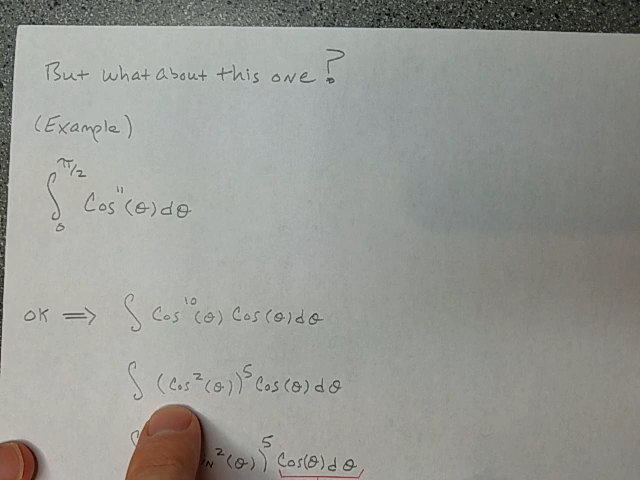 But what about this one?
(Example)
∫₀^π/2 Cos¹¹(θ)dθ
OK ⟹ ∫ Cos¹⁰(θ) Cos(θ)dθ
∫ (Cos²(θ))⁵ Cos(θ)dθ
²(θ))⁵ Cos(θ)dθ